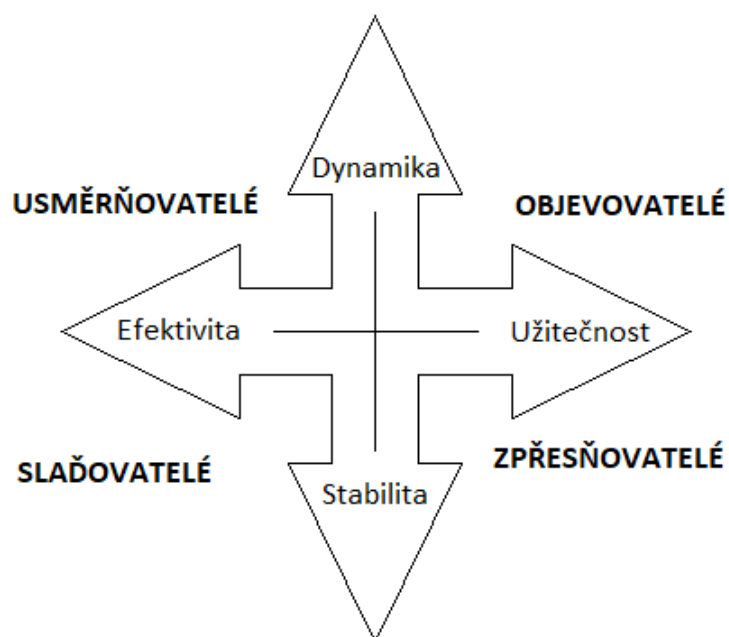 Dynamika
USMĚRŇOVATELÉ
OBJEVOVATELÉ
Efektivita
Užitečnost
SLAĎOVATELÉ
ZPŘESŇOVATELÉ
Stabilita